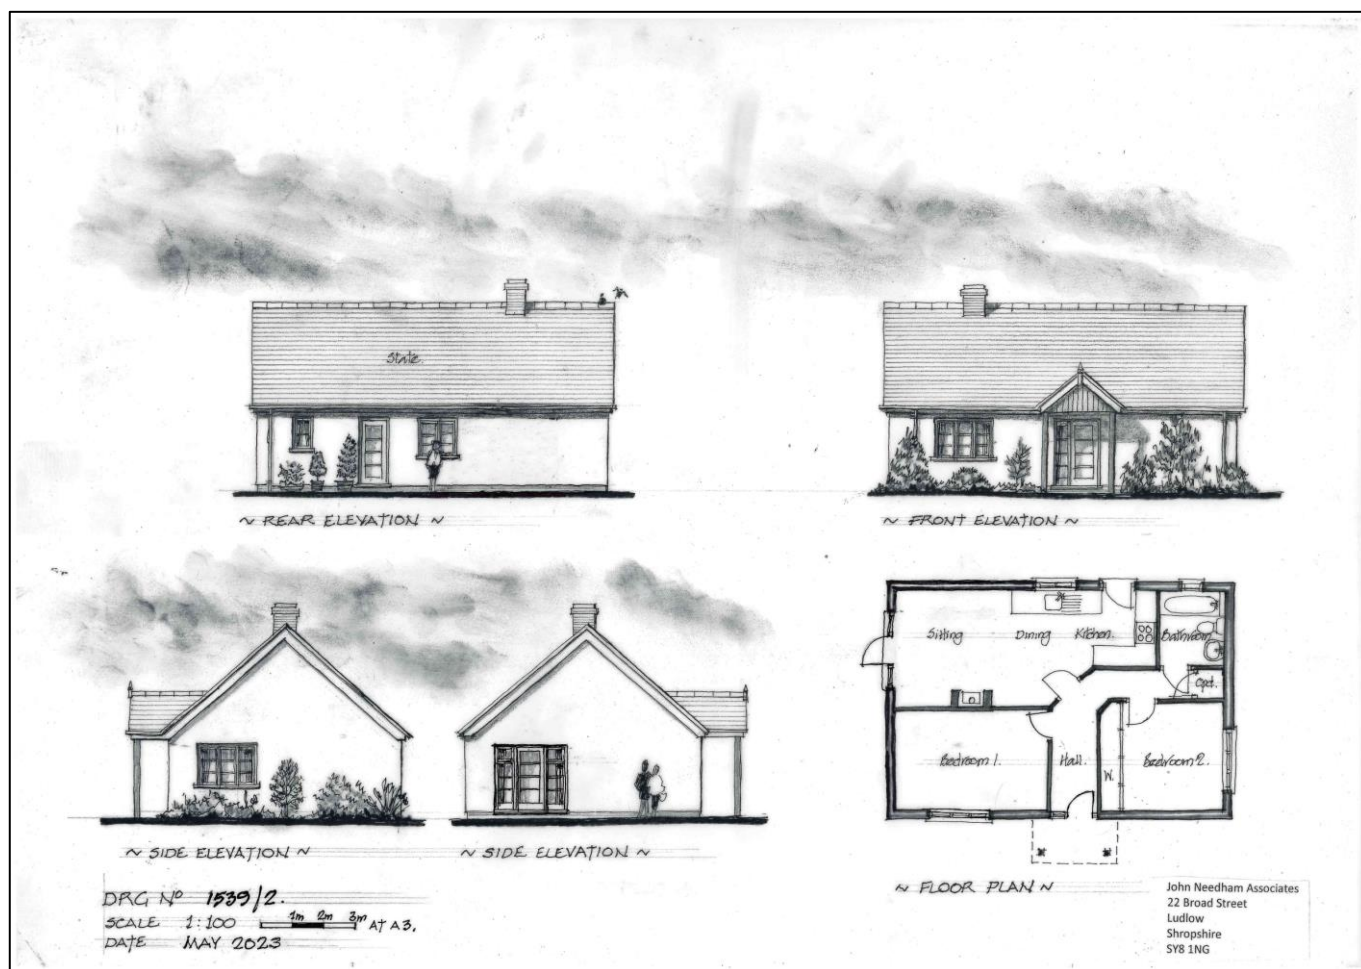 Slate.
~ REAR ELEVATION ~
~ FRONT ELEVATION ~
~ SIDE ELEVATION ~
~ SIDE ELEVATION ~
Sitting
Dining
Kitchen.
Bathroom
Cpd.
Bedroom 1.
Hall.
W.
Bedroom 2.
~ FLOOR PLAN ~
DRG Nº 1539/2.
SCALE 1:100 1m 2m 3m AT A3.
DATE MAY 2023
John Needham Associates
22 Broad Street
Ludlow
Shropshire
SY8 1NG